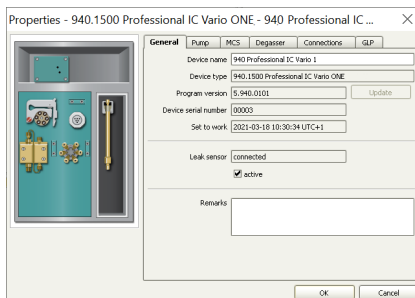 Properties - 940.1500 Professional IC Vario ONE - 940 Professional IC ...
General Pump MCS Degasser Connections GLP
Device name 940 Professional IC Vario 1
Device type 940.1500 Professional IC Vario ONE
Program version 5.940.0101 Update
Device serial number 00003
Set to work 2021-03-18 10:30:34 UTC+1
Leak sensor connected
active
Remarks
OK Cancel